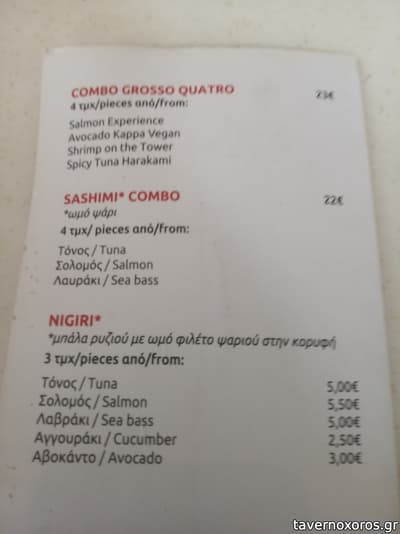 COMBO GROSSO QUATRO 23€
4 τμχ/pieces από/from:
Salmon Experience
Avocado Kappa Vegan
Shrimp on the Tower
Spicy Tuna Harakami
SASHIMI* COMBO 22€
*ωμό ψάρι
4 τμχ/ pieces από/from:
Τόνος / Tuna
Σολομός / Salmon
Λαυράκι / Sea bass
NIGIRI*
*μπάλα ρυζιού με ωμό φιλέτο ψαριού στην κορυφή
3 τμχ/pieces από/from:
Τόνος / Tuna 5,00€
Σολομός / Salmon 5,50€
Λαβράκι / Sea bass 5,00€
Αγγουράκι / Cucumber 2,50€
Αβοκάντο / Avocado 3,00€
tavernoxoros.gr